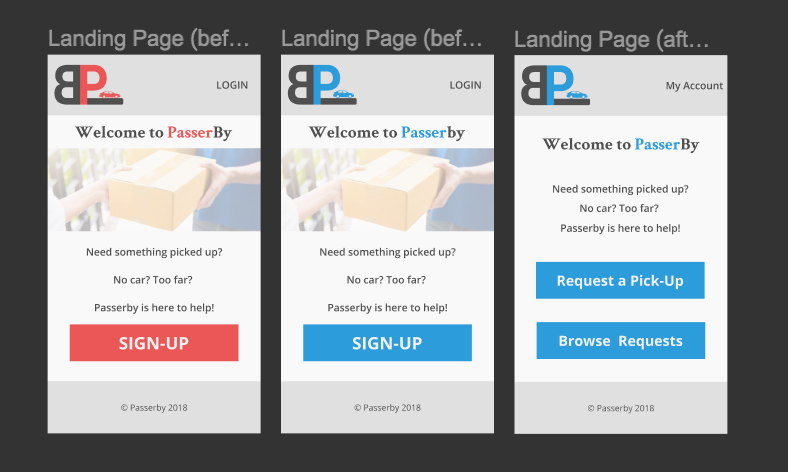 Landing Page (bef...
BP
LOGIN
Welcome to PasserBy
Need something picked up?
No car? Too far?
Passerby is here to help!
SIGN-UP
© Passerby 2018
Landing Page (bef...
BP
LOGIN
Welcome to Passerby
Need something picked up?
No car? Too far?
Passerby is here to help!
SIGN-UP
© Passerby 2018
Landing Page (aft...
BP
My Account
Welcome to PasserBy
Need something picked up?
No car? Too far?
Passerby is here to help!
Request a Pick-Up
Browse Requests
© Passerby 2018